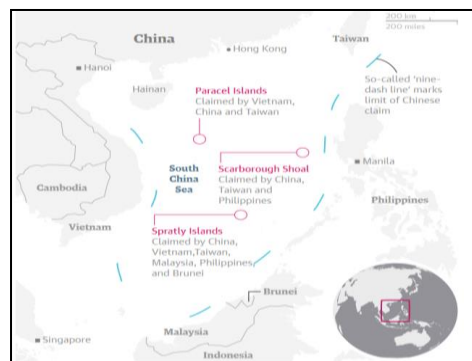 200 km
200 miles
China
Taiwan
Hong Kong
Hanoi
So-called 'nine-
dash line' marks
limit of Chinese
claim
Hainan
Paracel Islands
Claimed by Vietnam,
China and Taiwan
South
China
Sea
Scarborough Shoal
Claimed by China,
Taiwan and
Philippines
Manila
Cambodia
Philippines
Vietnam
Spratly Islands
Claimed by China,
Vietnam,Taiwan,
Malaysia, Philippines
and Brunei
Brunei
Malaysia
Singapore
Indonesia